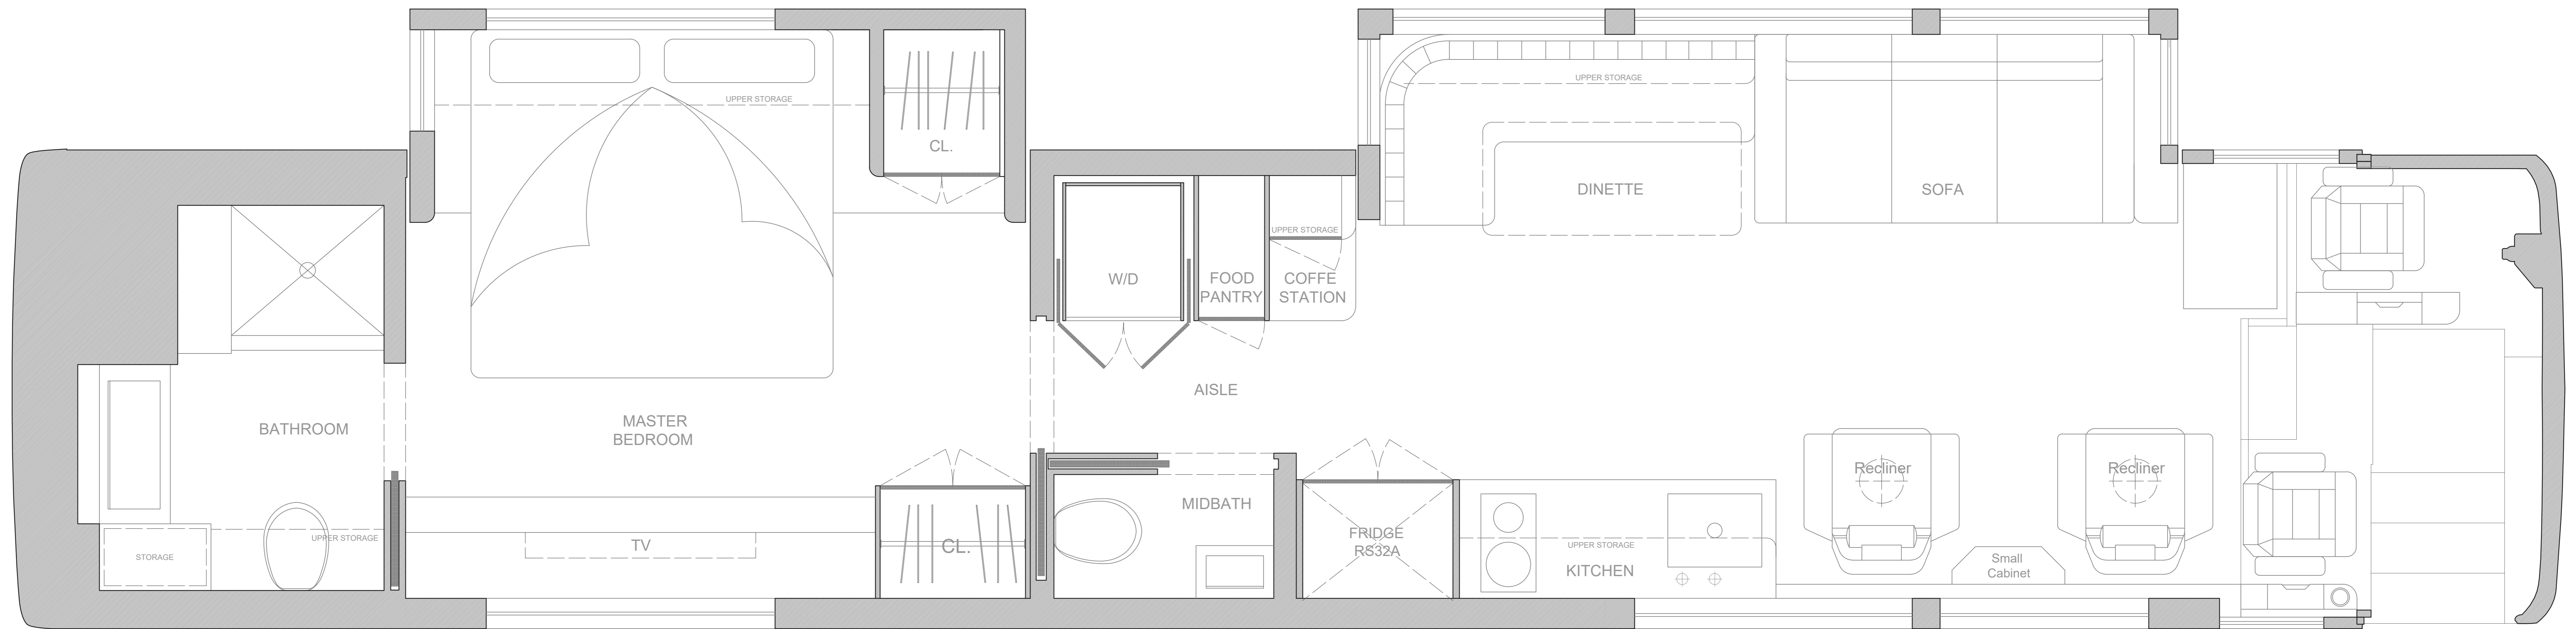 UPPER STORAGE
CL.
UPPER STORAGE
DINETTE
SOFA
UPPER STORAGE
W/D
FOOD
PANTRY
COFFE
STATION
AISLE
BATHROOM
MASTER
BEDROOM
STORAGE
UPPER STORAGE
TV
CL.
MIDBATH
FRIDGE
RS32A
UPPER STORAGE
KITCHEN
Recliner
Recliner
Small
Cabinet